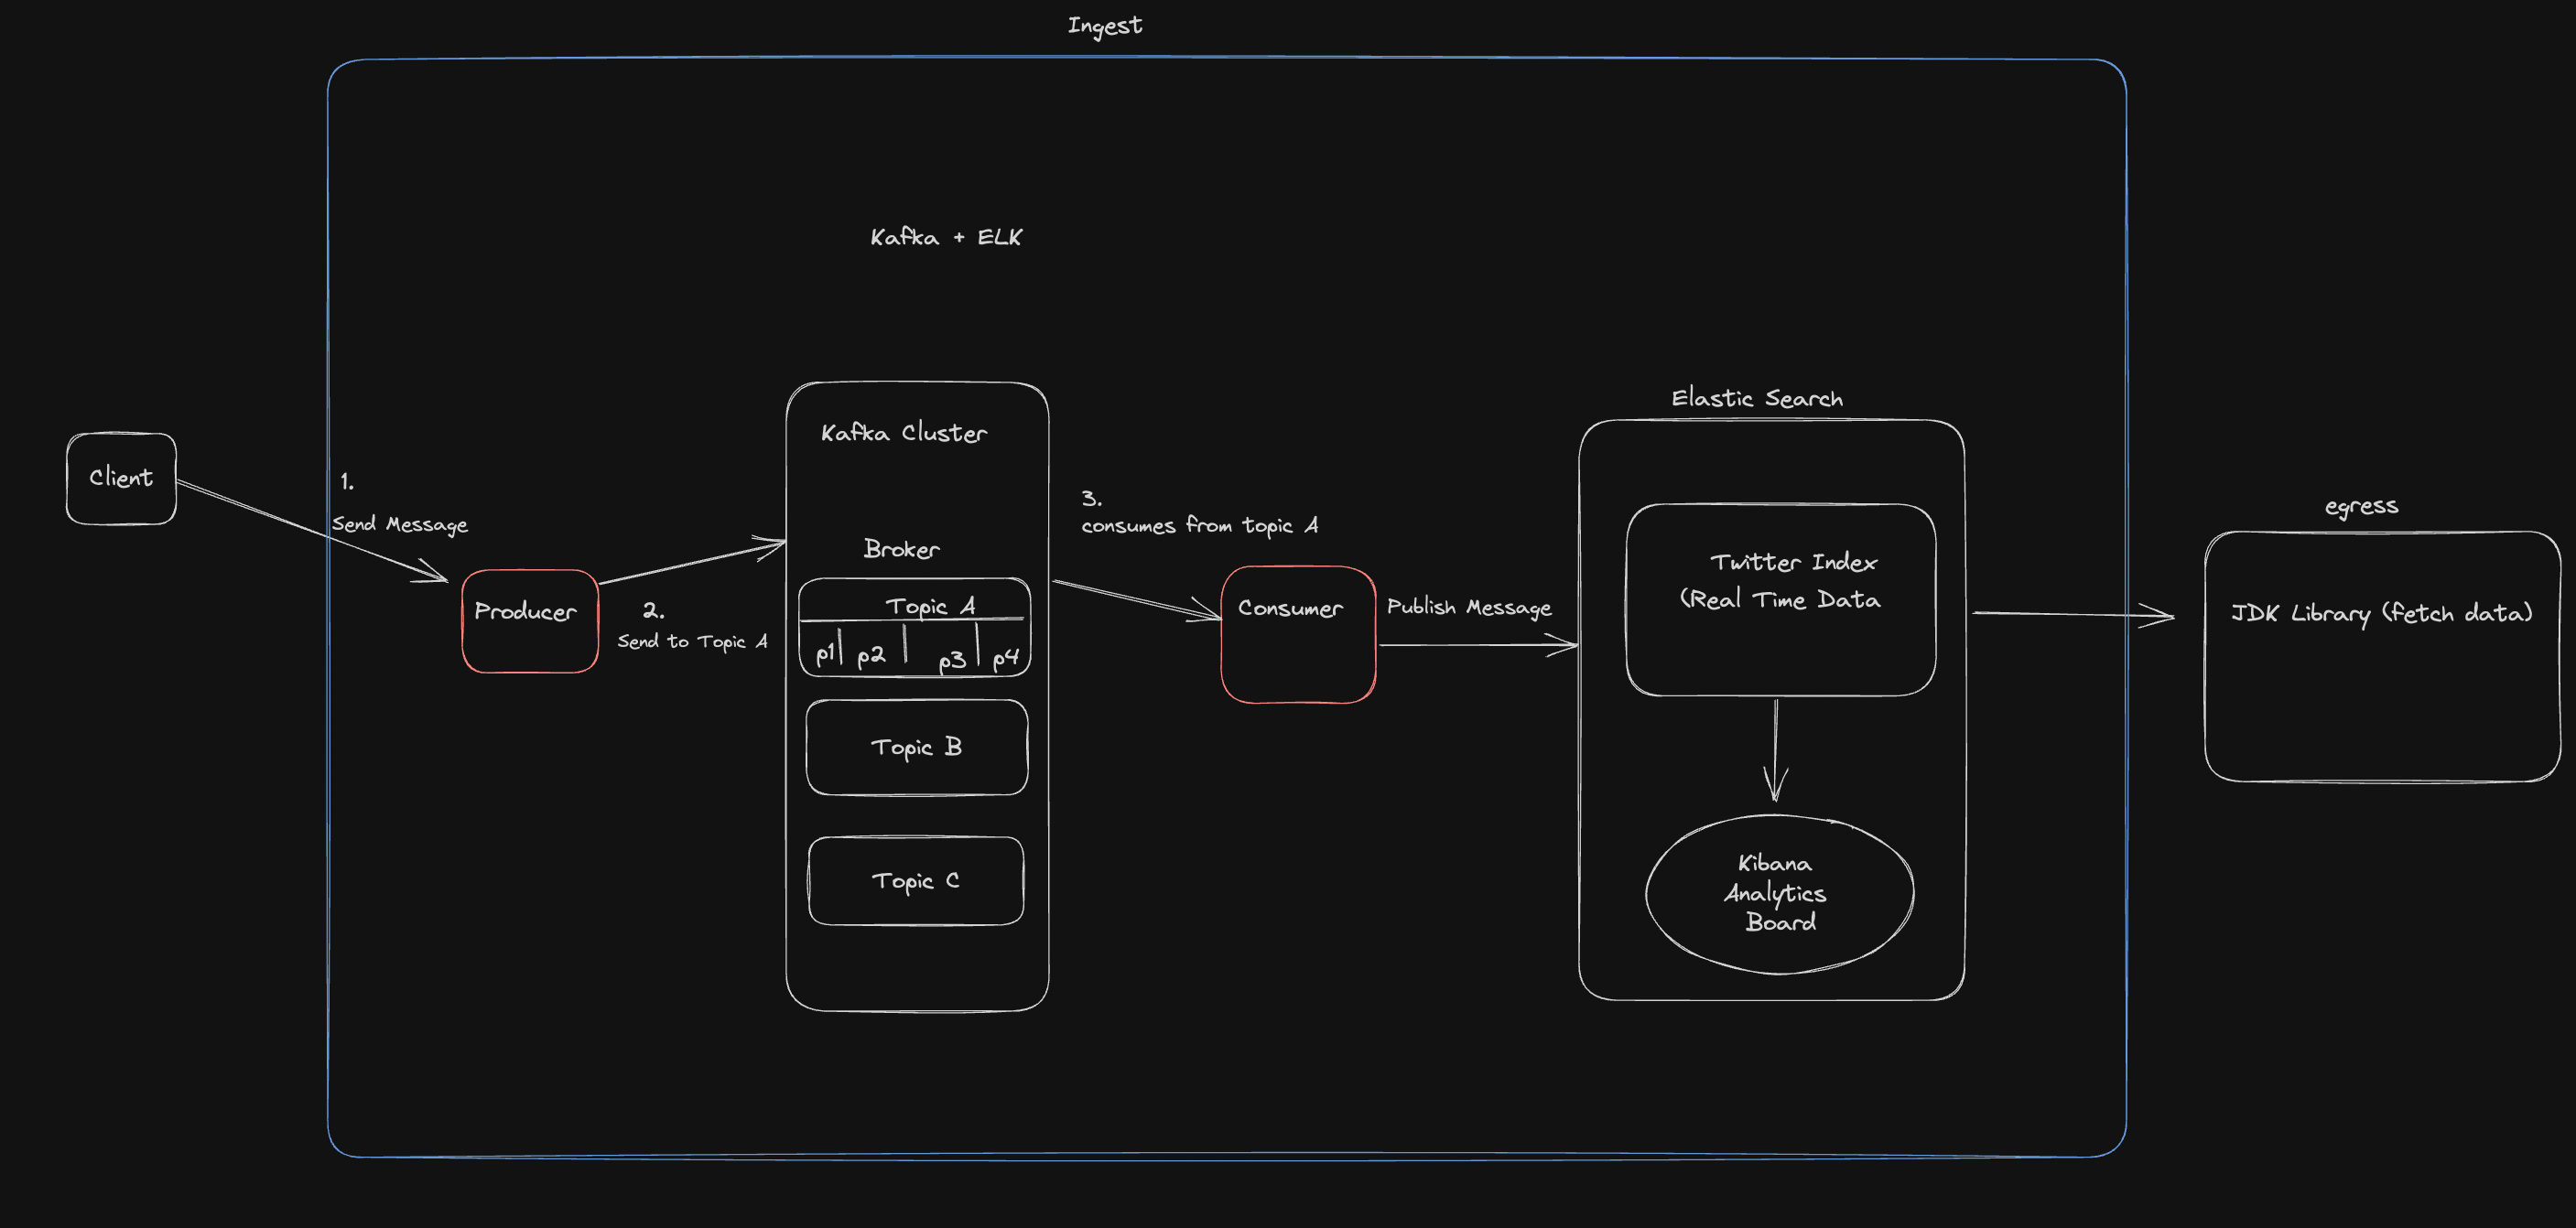 Ingest
Kafka + ELK
Client
1.
Send Message
Producer
2.
Send to Topic A
Kafka Cluster
Broker
Topic A
p1 p2 p3 p4
Topic B
Topic C
3.
consumes from topic A
Consumer
Publish Message
Elastic Search
Twitter Index
(Real Time Data
Kibana
Analytics
Board
egress
JDK Library (fetch data)